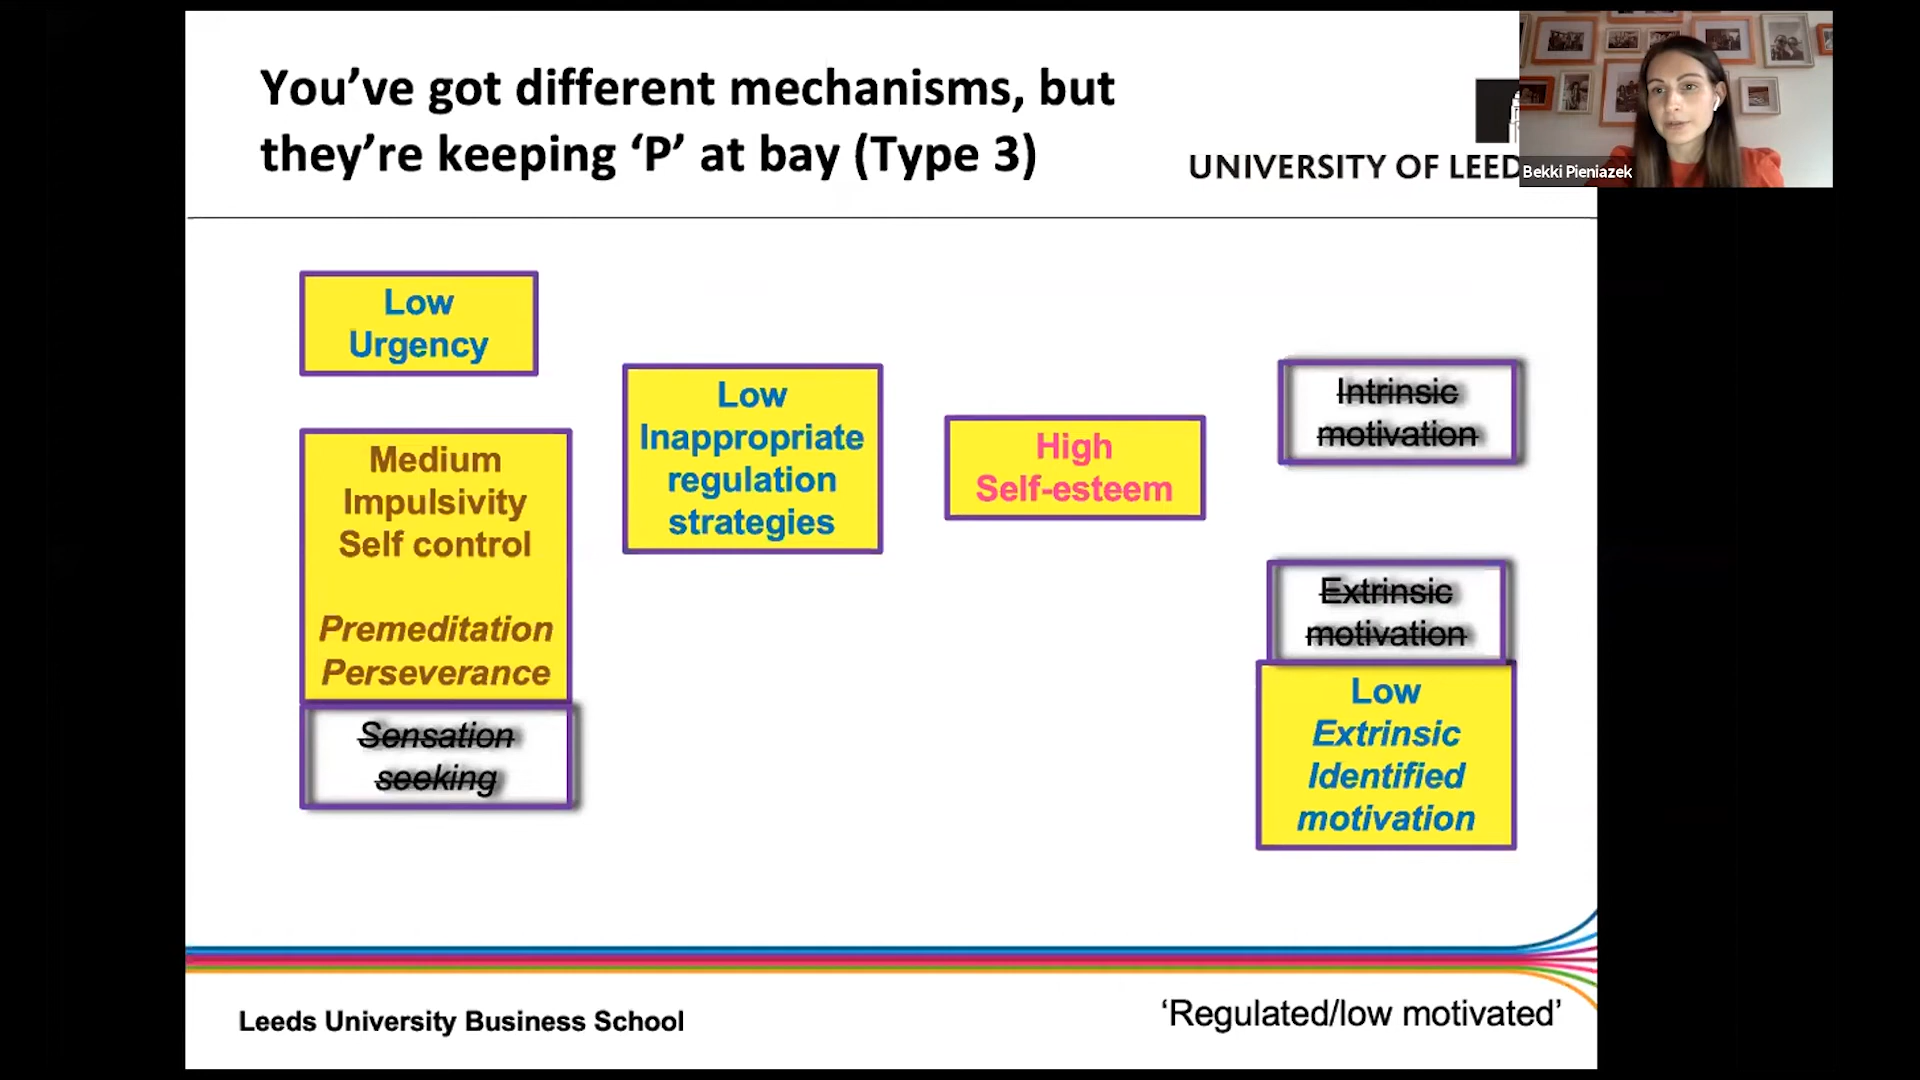 You’ve got different mechanisms, but
they’re keeping ‘P’ at bay (Type 3)
UNIVERSITY OF LEED
Bekki Pieniazek
Low
Urgency
Medium
Impulsivity
Self control
Premeditation
Perseverance
Sensation
seeking
Low
Inappropriate
regulation
strategies
High
Self-esteem
Intrinsic
motivation
Extrinsic
motivation
Low
Extrinsic
Identified
motivation
Leeds University Business School
‘Regulated/low motivated’